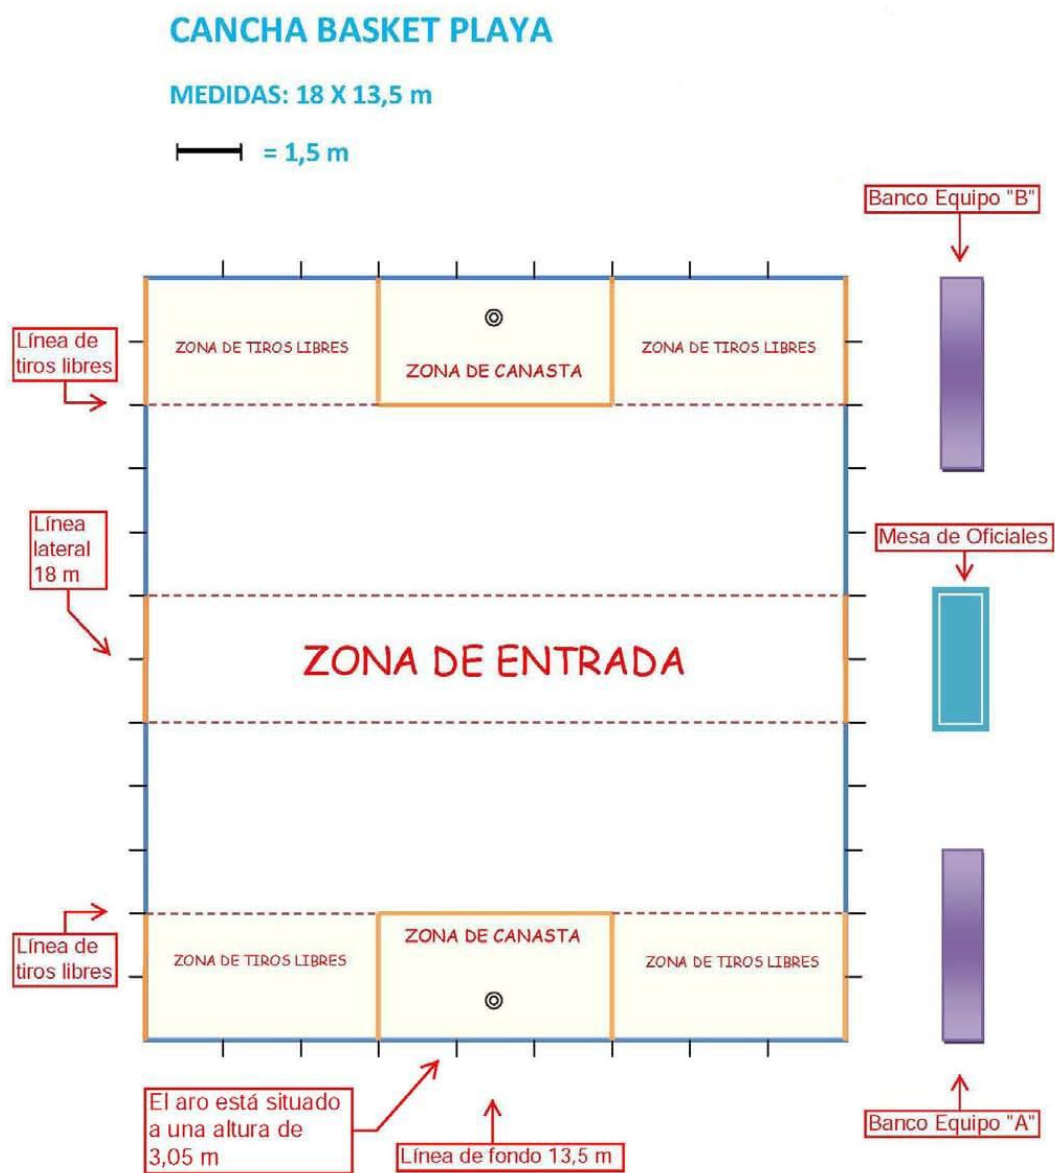 CANCHA BASKET PLAYA
MEDIDAS: 18 X 13,5 m
= 1,5 m
Banco Equipo "B"
Línea de
tiros libres
ZONA DE TIROS LIBRES
ZONA DE CANASTA
ZONA DE TIROS LIBRES
Línea
lateral
18 m
Mesa de Oficiales
ZONA DE ENTRADA
Línea de
tiros libres
ZONA DE TIROS LIBRES
ZONA DE CANASTA
ZONA DE TIROS LIBRES
El aro está situado
a una altura de
3,05 m
Línea de fondo 13,5 m
Banco Equipo "A"